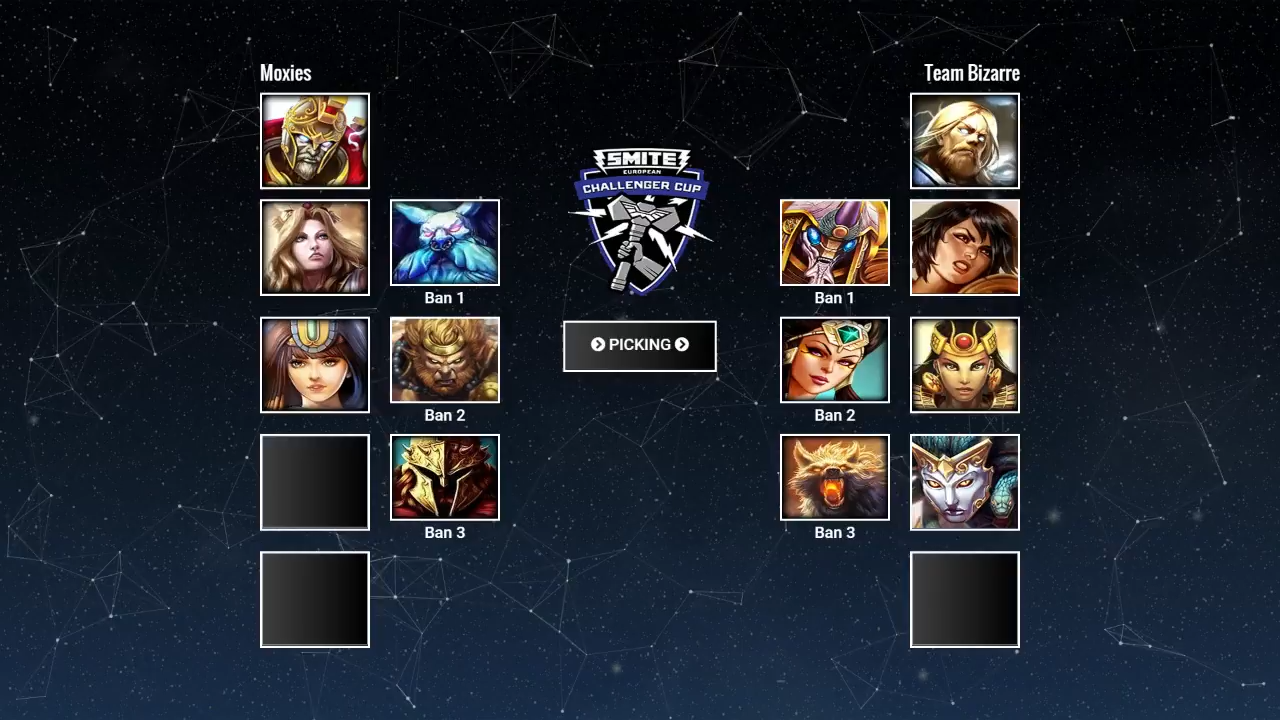 Moxies
Team Bizarre
SMITE
EUROPEAN
CHALLENGER CUP
Ban 1
Ban 1
PICKING
Ban 2
Ban 2
Ban 3
Ban 3